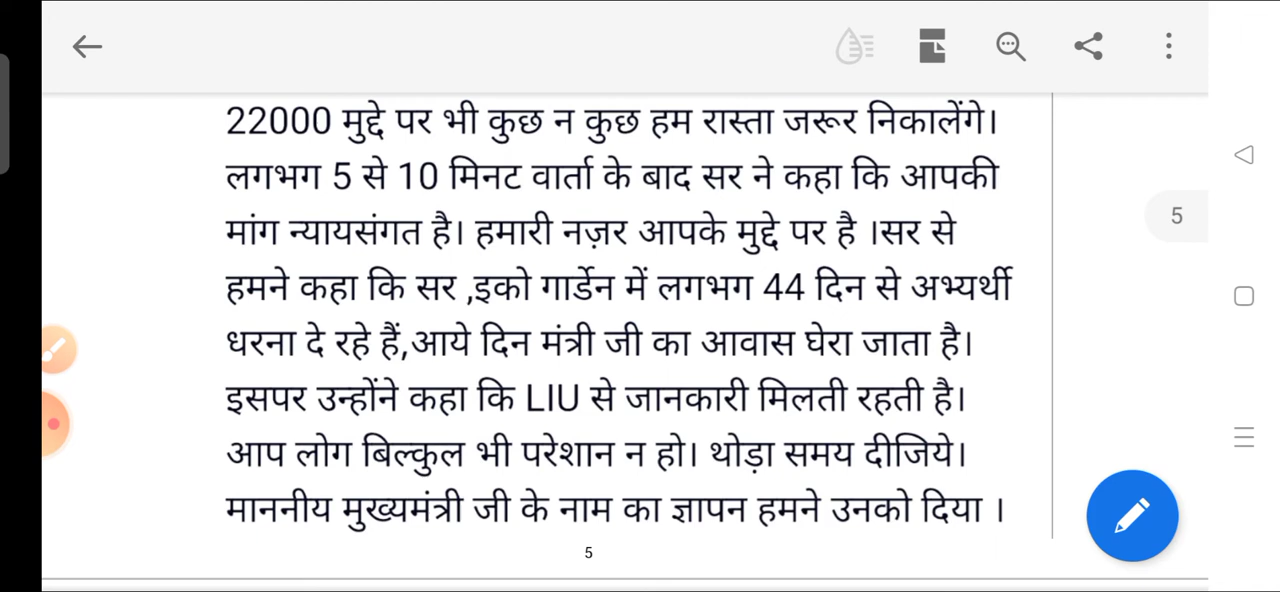 22000 मुद्दे पर भी कुछ न कुछ हम रास्ता जरूर निकालेंगे।
लगभग 5 से 10 मिनट वार्ता के बाद सर ने कहा कि आपकी
मांग न्यायसंगत है। हमारी नज़र आपके मुद्दे पर है ।सर से
हमने कहा कि सर ,इको गार्डेन में लगभग 44 दिन से अभ्यर्थी
धरना दे रहे हैं,आये दिन मंत्री जी का आवास घेरा जाता है।
इसपर उन्होंने कहा कि LIU से जानकारी मिलती रहती है।
आप लोग बिल्कुल भी परेशान न हो। थोड़ा समय दीजिये।
माननीय मुख्यमंत्री जी के नाम का ज्ञापन हमने उनको दिया ।
5
5